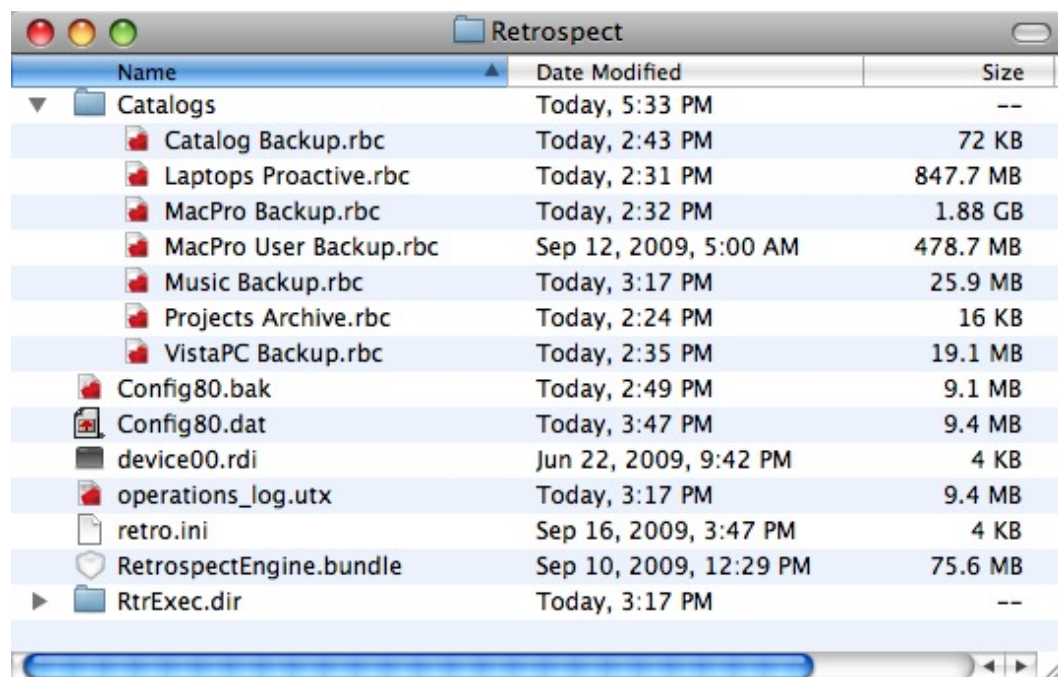 Retrospect
Name Date Modified Size
Catalogs Today, 5:33 PM --
Catalog Backup.rbc Today, 2:43 PM 72 KB
Laptops Proactive.rbc Today, 2:31 PM 847.7 MB
MacPro Backup.rbc Today, 2:32 PM 1.88 GB
MacPro User Backup.rbc Sep 12, 2009, 5:00 AM 478.7 MB
Music Backup.rbc Today, 3:17 PM 25.9 MB
Projects Archive.rbc Today, 2:24 PM 16 KB
VistaPC Backup.rbc Today, 2:35 PM 19.1 MB
Config80.bak Today, 2:49 PM 9.1 MB
Config80.dat Today, 3:47 PM 9.4 MB
device00.rdi Jun 22, 2009, 9:42 PM 4 KB
operations_log.utx Today, 3:17 PM 9.4 MB
retro.ini Sep 16, 2009, 3:47 PM 4 KB
RetrospectEngine.bundle Sep 10, 2009, 12:29 PM 75.6 MB
RtrExec.dir Today, 3:17 PM --